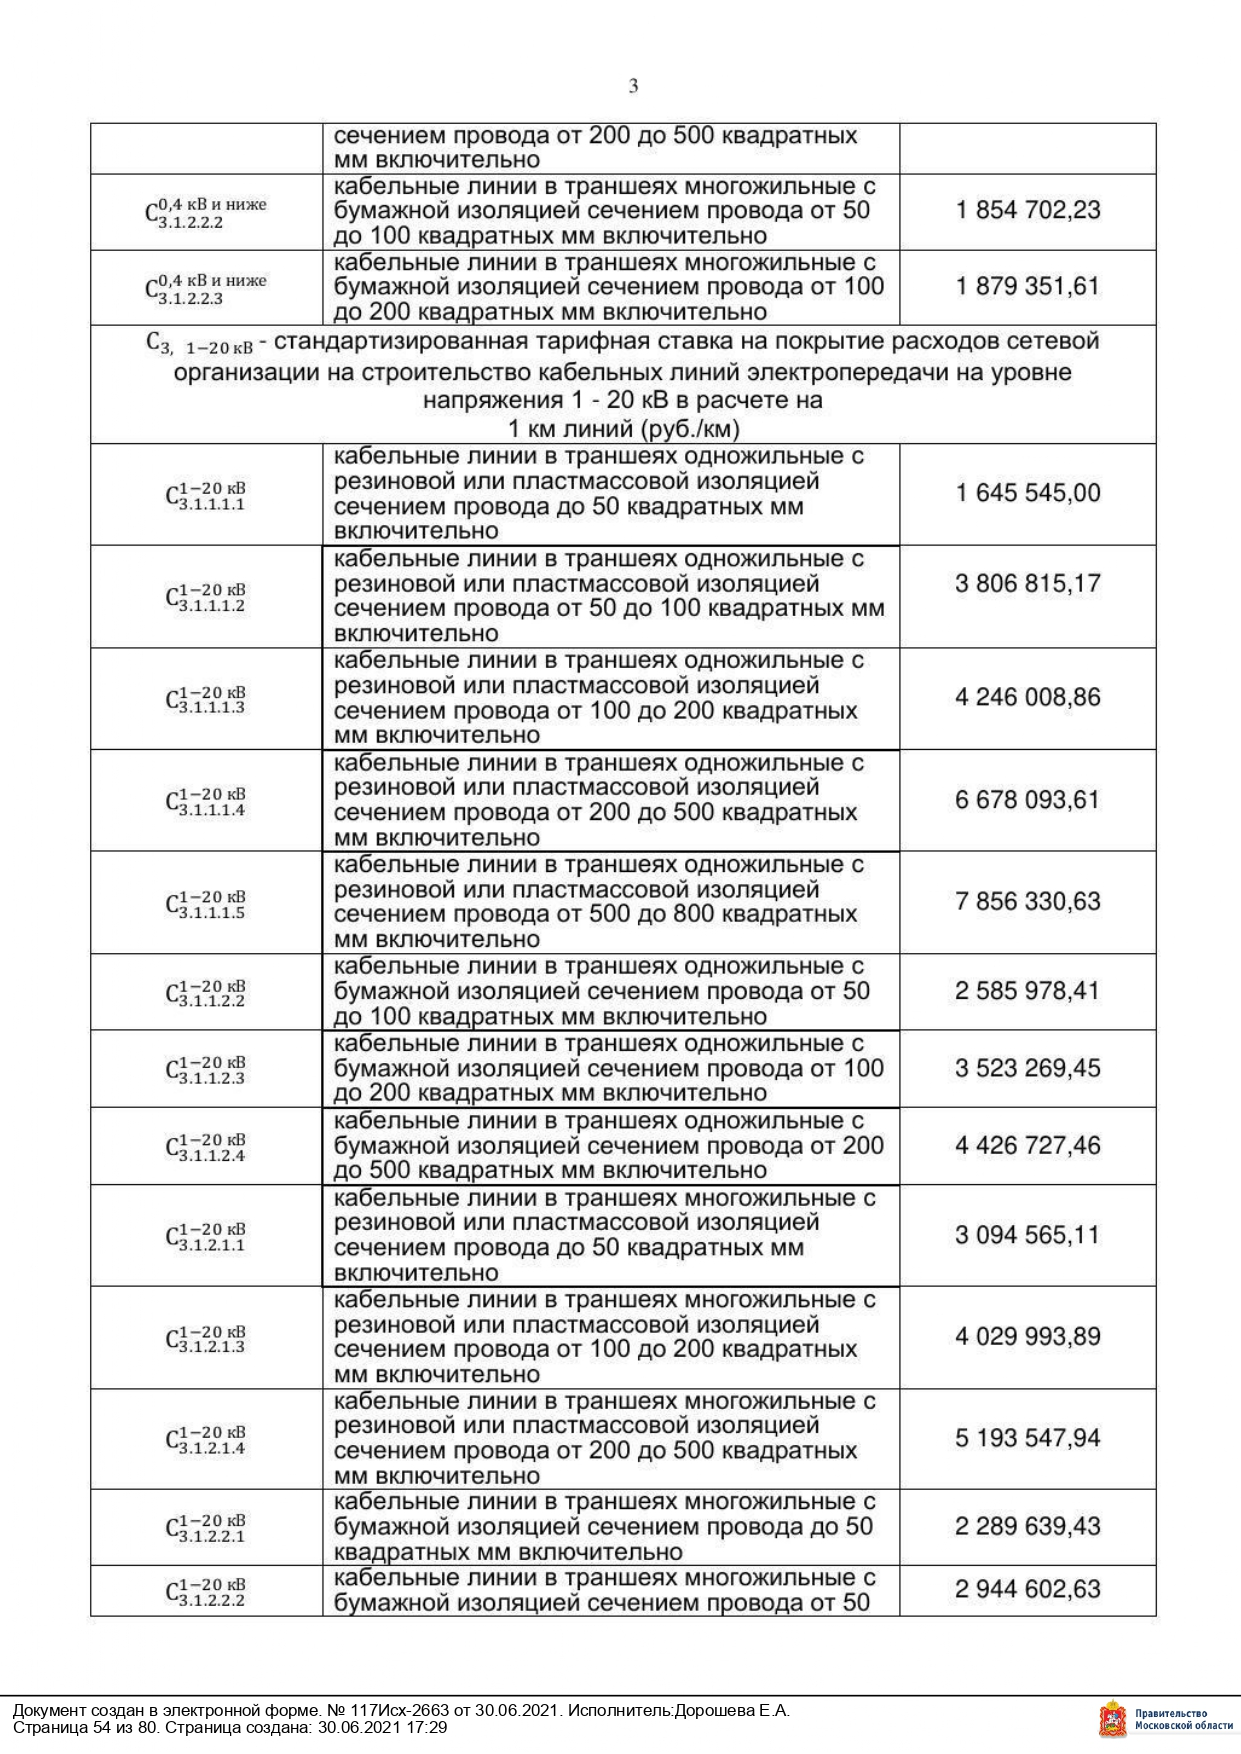 3
сечением провода от 200 до 500 квадратных
мм включительно
C 0,4 кВ и ниже 3.1.2.2.2
кабельные линии в траншеях многожильные с
бумажной изоляцией сечением провода от 50
до 100 квадратных мм включительно
1 854 702,23
C 0,4 кВ и ниже 3.1.2.2.3
кабельные линии в траншеях многожильные с
бумажной изоляцией сечением провода от 100
до 200 квадратных мм включительно
1 879 351,61
C3, 1−20 кВ - стандартизированная тарифная ставка на покрытие расходов сетевой
организации на строительство кабельных линий электропередачи на уровне
напряжения 1 - 20 кВ в расчете на
1 км линий (руб./км)
C 1−20 кВ 3.1.1.1.1
кабельные линии в траншеях одножильные с
резиновой или пластмассовой изоляцией
сечением провода до 50 квадратных мм
включительно
1 645 545,00
C 1−20 кВ 3.1.1.1.2
кабельные линии в траншеях одножильные с
резиновой или пластмассовой изоляцией
сечением провода от 50 до 100 квадратных мм
включительно
3 806 815,17
C 1−20 кВ 3.1.1.1.3
кабельные линии в траншеях одножильные с
резиновой или пластмассовой изоляцией
сечением провода от 100 до 200 квадратных
мм включительно
4 246 008,86
C 1−20 кВ 3.1.1.1.4
кабельные линии в траншеях одножильные с
резиновой или пластмассовой изоляцией
сечением провода от 200 до 500 квадратных
мм включительно
6 678 093,61
C 1−20 кВ 3.1.1.1.5
кабельные линии в траншеях одножильные с
резиновой или пластмассовой изоляцией
сечением провода от 500 до 800 квадратных
мм включительно
7 856 330,63
C 1−20 кВ 3.1.1.2.2
кабельные линии в траншеях одножильные с
бумажной изоляцией сечением провода от 50
до 100 квадратных мм включительно
2 585 978,41
C 1−20 кВ 3.1.1.2.3
кабельные линии в траншеях одножильные с
бумажной изоляцией сечением провода от 100
до 200 квадратных мм включительно
3 523 269,45
C 1−20 кВ 3.1.1.2.4
кабельные линии в траншеях одножильные с
бумажной изоляцией сечением провода от 200
до 500 квадратных мм включительно
4 426 727,46
C 1−20 кВ 3.1.2.1.1
кабельные линии в траншеях многожильные с
резиновой или пластмассовой изоляцией
сечением провода до 50 квадратных мм
включительно
3 094 565,11
C 1−20 кВ 3.1.2.1.3
кабельные линии в траншеях многожильные с
резиновой или пластмассовой изоляцией
сечением провода от 100 до 200 квадратных
мм включительно
4 029 993,89
C 1−20 кВ 3.1.2.1.4
кабельные линии в траншеях многожильные с
резиновой или пластмассовой изоляцией
сечением провода от 200 до 500 квадратных
мм включительно
5 193 547,94
C 1−20 кВ 3.1.2.2.1
кабельные линии в траншеях многожильные с
бумажной изоляцией сечением провода до 50
квадратных мм включительно
2 289 639,43
C 1−20 кВ 3.1.2.2.2
кабельные линии в траншеях многожильные с
бумажной изоляцией сечением провода от 50
2 944 602,63
Документ создан в электронной форме. № 117Исх-2663 от 30.06.2021. Исполнитель:Дорошева Е.А.
Страница 54 из 80. Страница создана: 30.06.2021 17:29
Правительство
Московской области